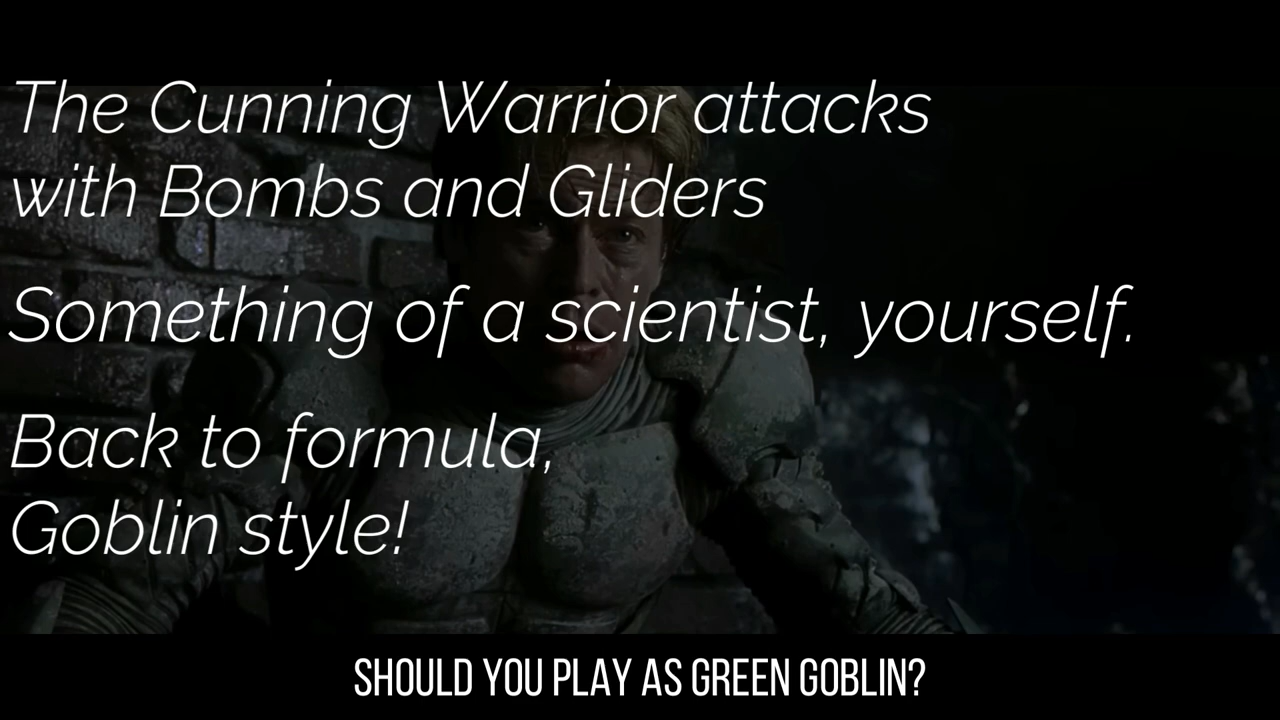 The Cunning Warrior attacks
with Bombs and Gliders
Something of a scientist, yourself.
Back to formula,
Goblin style!
SHOULD YOU PLAY AS GREEN GOBLIN?